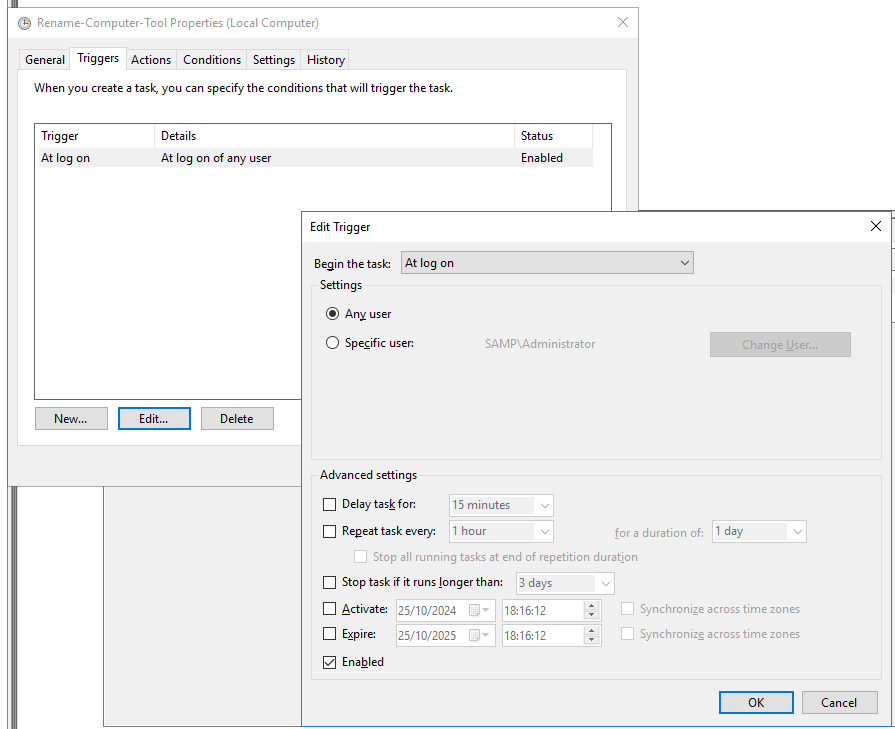 Rename-Computer-Tool Properties (Local Computer)
General Triggers Actions Conditions Settings History
When you create a task, you can specify the conditions that will trigger the task.
Trigger Details Status
At log on At log on of any user Enabled
New... Edit... Delete
Edit Trigger
Begin the task: At log on
Settings
Any user
Specific user: SAMP\Administrator Change User...
Advanced settings
Delay task for: 15 minutes
Repeat task every: 1 hour for a duration of: 1 day
Stop all running tasks at end of repetition duration
Stop task if it runs longer than: 3 days
Activate: 25/10/2024 18:16:12 Synchronize across time zones
Expire: 25/10/2025 18:16:12 Synchronize across time zones
Enabled
OK Cancel